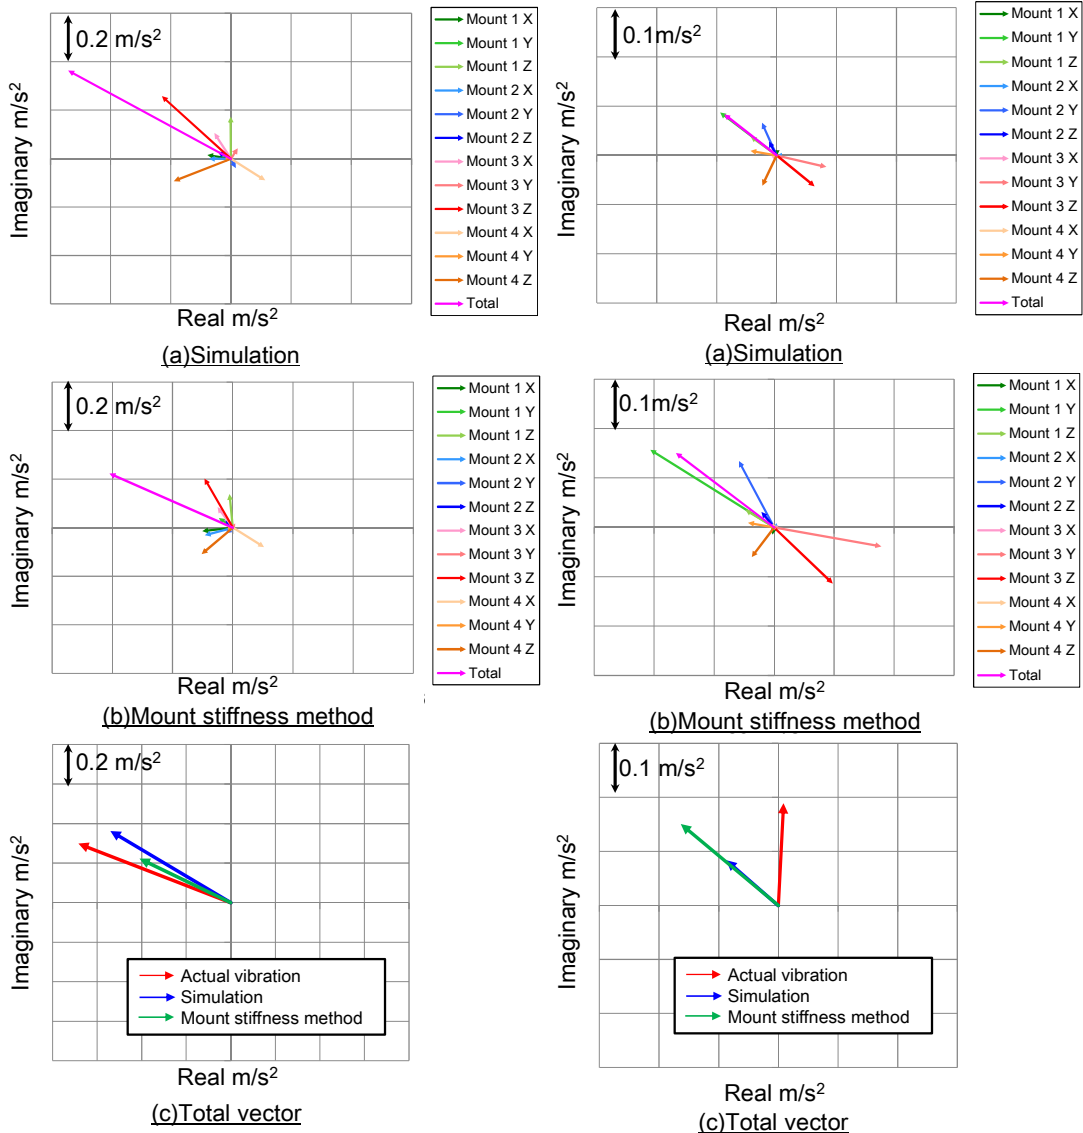 0.2 m/s2
Imaginary m/s2
Real m/s2
Mount 1 X
Mount 1 Y
Mount 1 Z
Mount 2 X
Mount 2 Y
Mount 2 Z
Mount 3 X
Mount 3 Y
Mount 3 Z
Mount 4 X
Mount 4 Y
Mount 4 Z
Total
(a)Simulation
0.1m/s2
Imaginary m/s2
Real m/s2
Mount 1 X
Mount 1 Y
Mount 1 Z
Mount 2 X
Mount 2 Y
Mount 2 Z
Mount 3 X
Mount 3 Y
Mount 3 Z
Mount 4 X
Mount 4 Y
Mount 4 Z
Total
(a)Simulation
0.2 m/s2
Imaginary m/s2
Real m/s2
Mount 1 X
Mount 1 Y
Mount 1 Z
Mount 2 X
Mount 2 Y
Mount 2 Z
Mount 3 X
Mount 3 Y
Mount 3 Z
Mount 4 X
Mount 4 Y
Mount 4 Z
Total
(b)Mount stiffness method
0.1m/s2
Imaginary m/s2
Real m/s2
Mount 1 X
Mount 1 Y
Mount 1 Z
Mount 2 X
Mount 2 Y
Mount 2 Z
Mount 3 X
Mount 3 Y
Mount 3 Z
Mount 4 X
Mount 4 Y
Mount 4 Z
Total
(b)Mount stiffness method
0.2 m/s2
Imaginary m/s2
Actual vibration
Simulation
Mount stiffness method
Real m/s2
(c)Total vector
0.1 m/s2
Imaginary m/s2
Actual vibration
Simulation
Mount stiffness method
Real m/s2
(c)Total vector